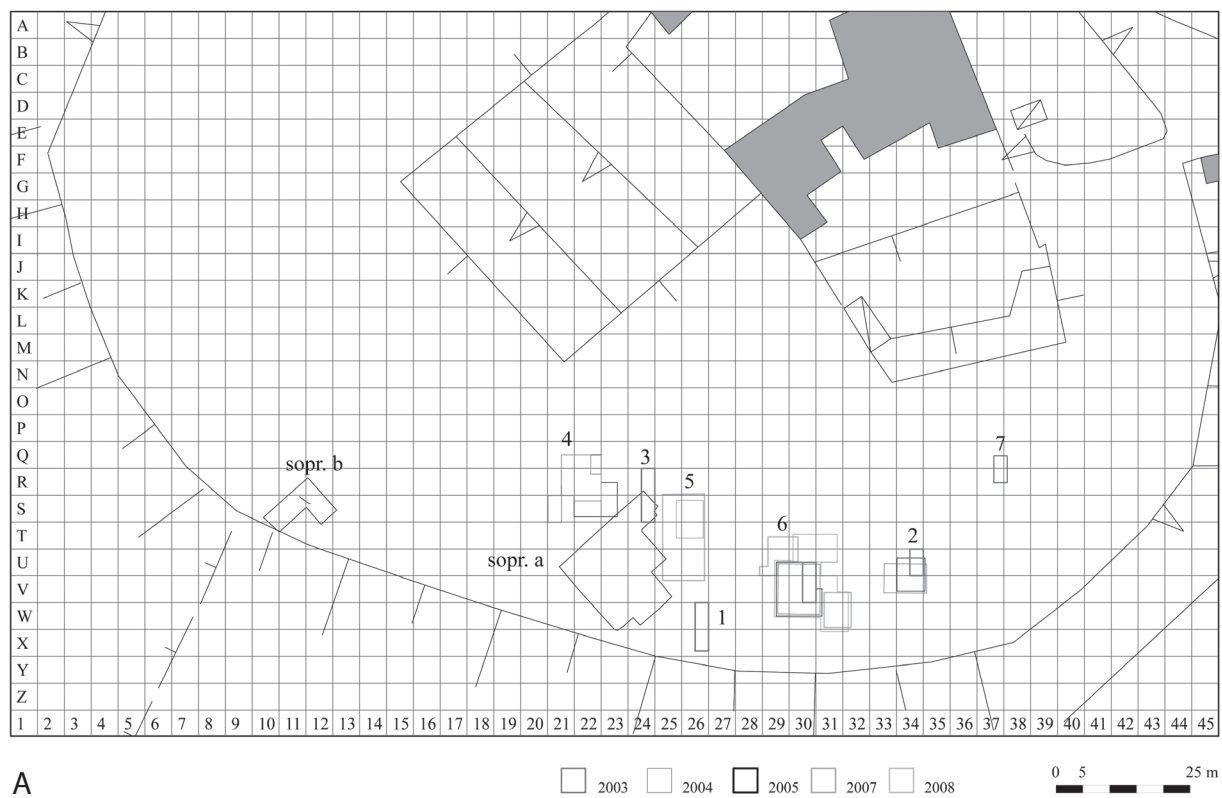 A
B
C
D
E
F
G
H
I
J
K
L
M
N
O
P
4
Q
3
7
sopr. b
R
5
S
6
2
T
sopr. a
U
V
1
W
X
Y
Z
1 2 3 4 5 6 7 8 9 10 11 12 13 14 15 16 17 18 19 20 21 22 23 24 25 26 27 28 29 30 31 32 33 34 35 36 37 38 39 40 41 42 43 44 45
0 5 25 m
A
2003 2004 2005 2007 2008